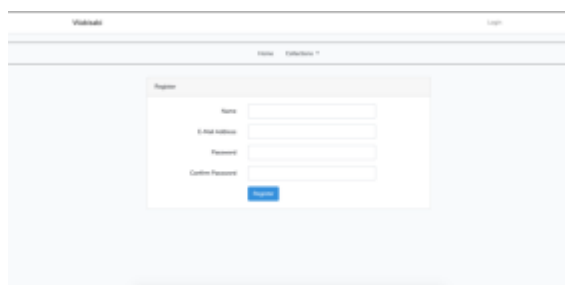 Login
Home Collections
Register
Name
E-Mail Address
Password
Confirm Password
Register